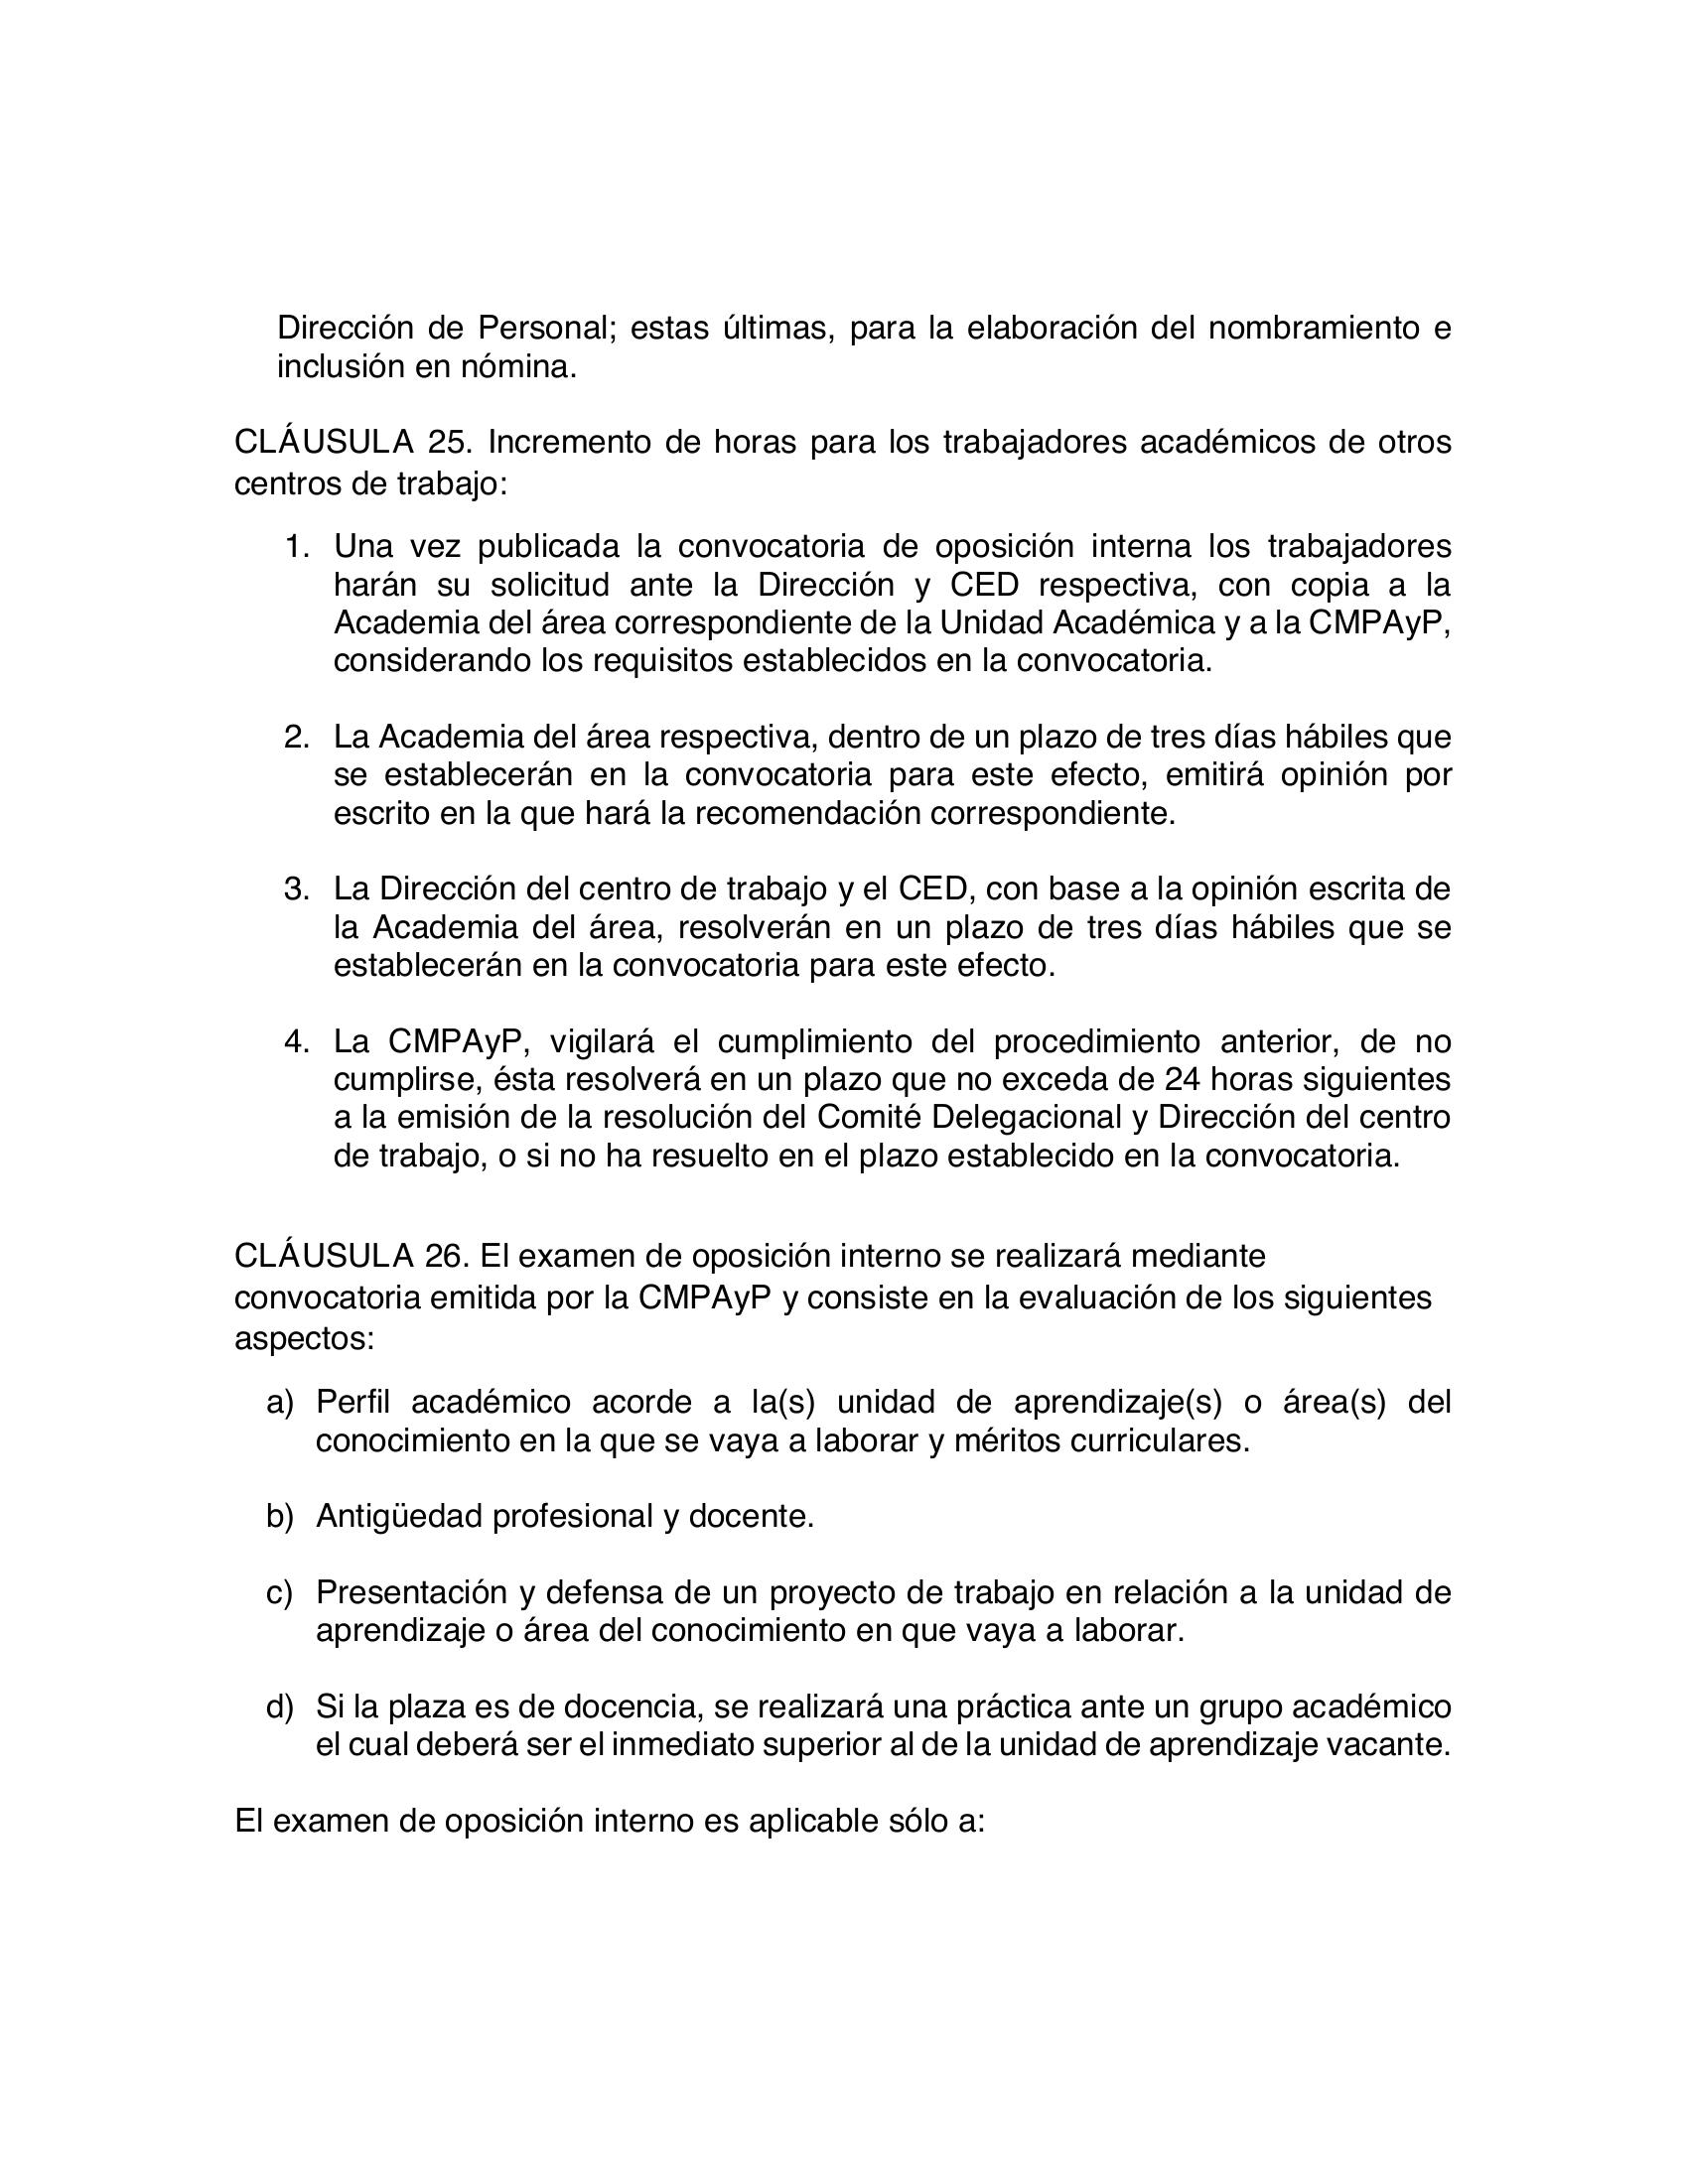 Dirección de Personal; estas últimas, para la elaboración del nombramiento e
inclusión en nómina.
CLÁUSULA 25. Incremento de horas para los trabajadores académicos de otros
centros de trabajo:
1. Una vez publicada la convocatoria de oposición interna los trabajadores
harán su solicitud ante la Dirección y CED respectiva, con copia a la
Academia del área correspondiente de la Unidad Académica y a la CMPAyP,
considerando los requisitos establecidos en la convocatoria.
2. La Academia del área respectiva, dentro de un plazo de tres días hábiles que
se establecerán en la convocatoria para este efecto, emitirá opinión por
escrito en la que hará la recomendación correspondiente.
3. La Dirección del centro de trabajo y el CED, con base a la opinión escrita de
la Academia del área, resolverán en un plazo de tres días hábiles que se
establecerán en la convocatoria para este efecto.
4. La CMPAyP, vigilará el cumplimiento del procedimiento anterior, de no
cumplirse, ésta resolverá en un plazo que no exceda de 24 horas siguientes
a la emisión de la resolución del Comité Delegacional y Dirección del centro
de trabajo, o si no ha resuelto en el plazo establecido en la convocatoria.
CLÁUSULA 26. El examen de oposición interno se realizará mediante
convocatoria emitida por la CMPAyP y consiste en la evaluación de los siguientes
aspectos:
a) Perfil académico acorde a la(s) unidad de aprendizaje(s) o área(s) del
conocimiento en la que se vaya a laborar y méritos curriculares.
b) Antigüedad profesional y docente.
c) Presentación y defensa de un proyecto de trabajo en relación a la unidad de
aprendizaje o área del conocimiento en que vaya a laborar.
d) Si la plaza es de docencia, se realizará una práctica ante un grupo académico
el cual deberá ser el inmediato superior al de la unidad de aprendizaje vacante.
El examen de oposición interno es aplicable sólo a: